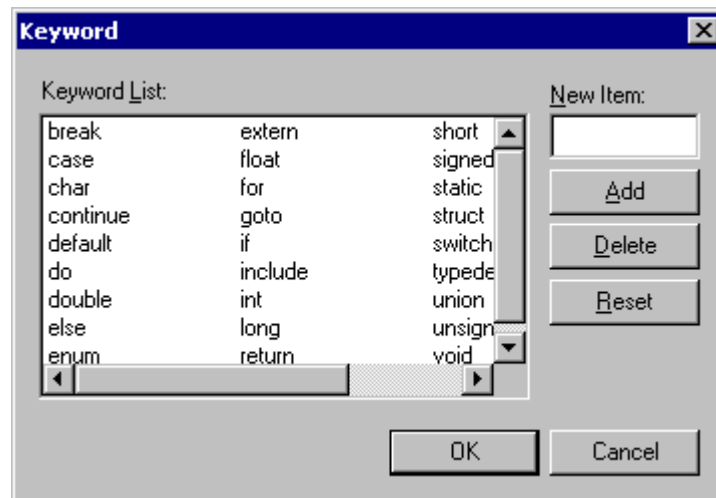 Keyword
Keyword List:
break extern short
case float signed
char for static
continue goto struct
default if switch
do include typede
double int union
else long unsign
enum return void
New Item:
Add
Delete
Reset
OK Cancel